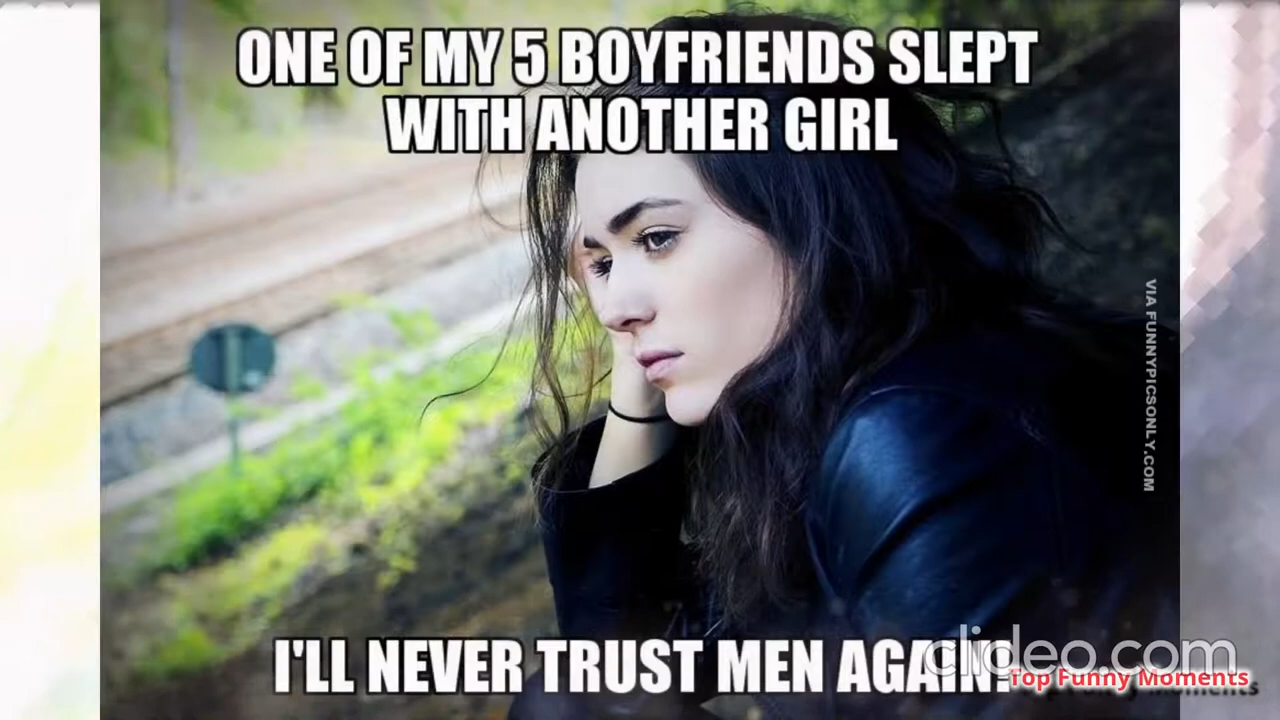 ONE OF MY 5 BOYFRIENDS SLEPT
WITH ANOTHER GIRL
VIA FUNNYPICSONLY.COM
I'LL NEVER TRUST MEN AGAIN!
clideo.com
Top Funny Moments